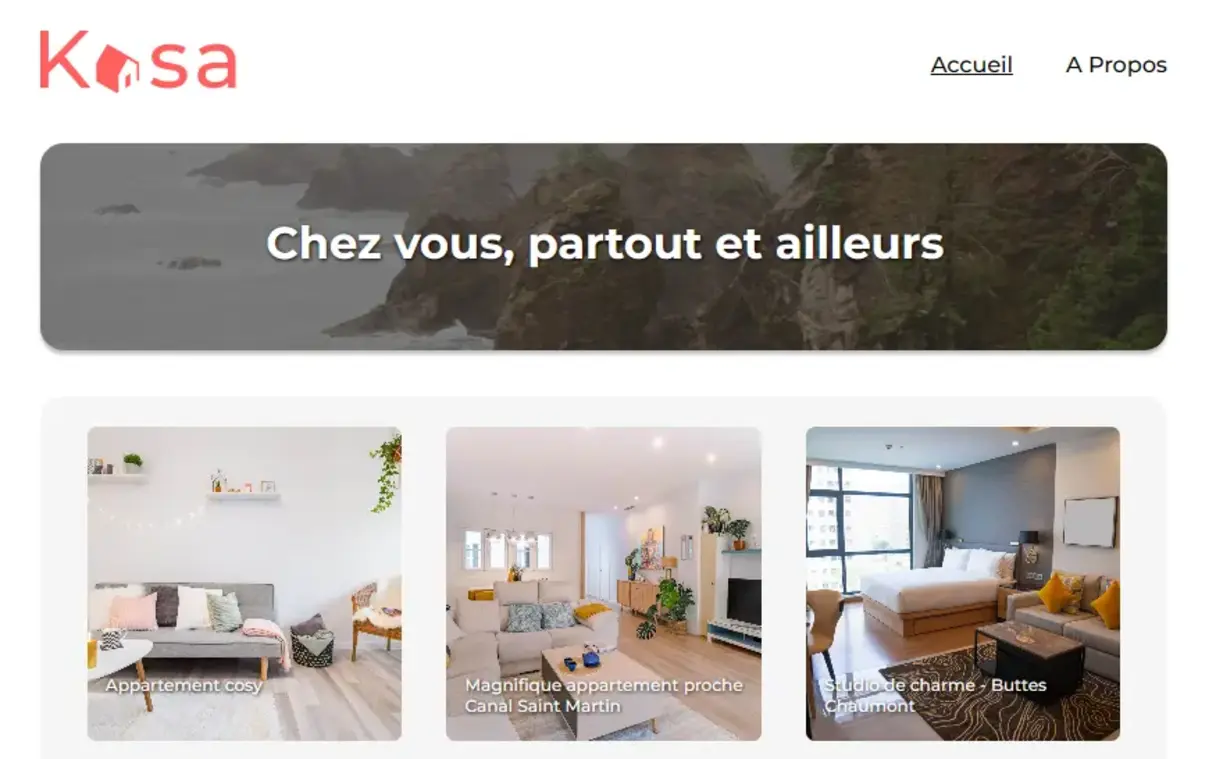 Kasa
Accueil
A Propos
Chez vous, partout et ailleurs
Appartement cosy
Magnifique appartement proche
Canal Saint Martin
Studio de charme - Buttes
Chaumont